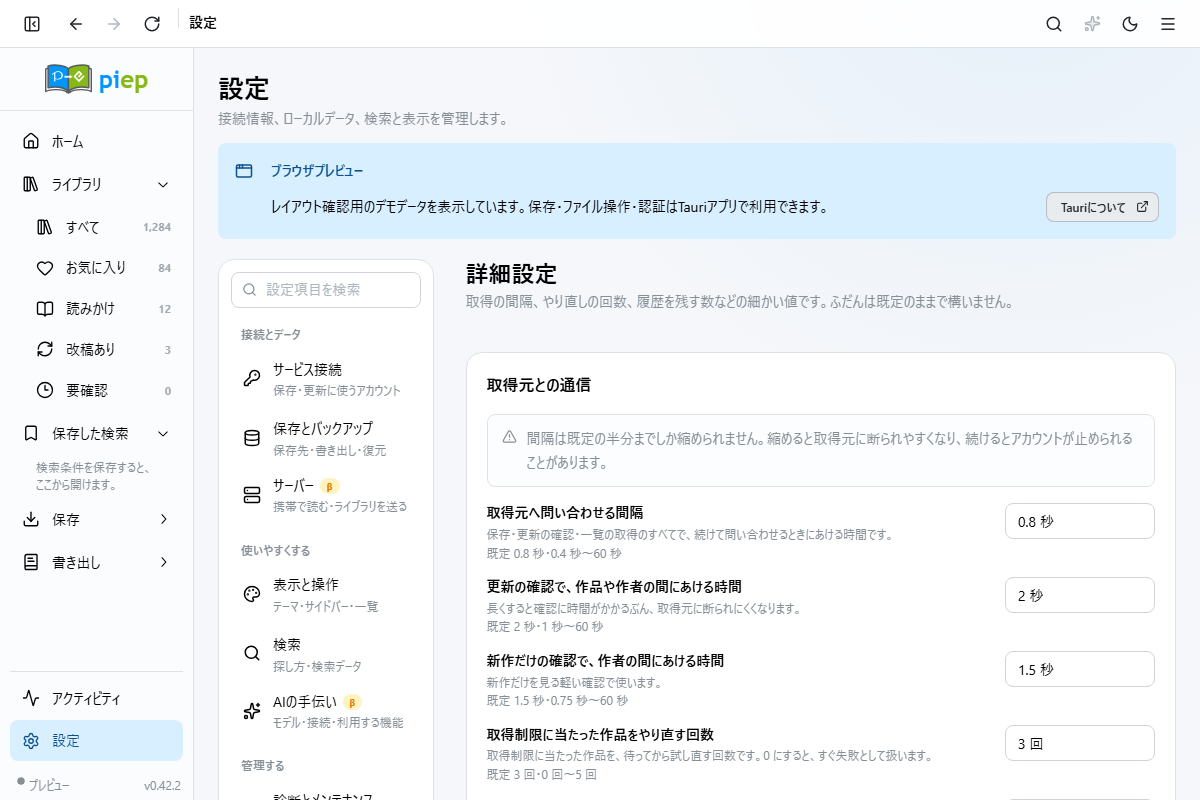 設定
piep
ホーム
ライブラリ
すべて 1,284
お気に入り 84
読みかけ 12
改稿あり 3
要確認 0
保存した検索
検索条件を保存すると、
ここから開けます。
保存
書き出し
アクティビティ
設定
プレビュー v0.42.2
設定
接続情報、ローカルデータ、検索と表示を管理します。
ブラウザプレビュー
レイアウト確認用のデモデータを表示しています。保存・ファイル操作・認証はTauriアプリで利用できます。
Tauriについて
設定項目を検索
接続とデータ
サービス接続
保存・更新に使うアカウント
保存とバックアップ
保存先・書き出し・復元
サーバー β
携帯で読む・ライブラリを送る
使いやすくする
表示と操作
テーマ・サイドバー・一覧
検索
探し方・検索データ
AIの手伝い β
モデル・接続・利用する機能
管理する
診断とメンテナンス
詳細設定
取得の間隔、やり直しの回数、履歴を残す数などの細かい値です。ふだんは既定のままで構いません。
取得元との通信
間隔は既定の半分までしか縮められません。縮めると取得元に断られやすくなり、続けるとアカウントが止められる
ことがあります。
取得元へ問い合わせる間隔
保存・更新の確認・一覧の取得のすべてで、続けて問い合わせるときにあける時間です。
既定 0.8 秒・0.4 秒〜60 秒
0.8 秒
更新の確認で、作品や作者の間にあける時間
長くすると確認に時間がかかるぶん、取得元に断られにくくなります。
既定 2 秒・1 秒〜60 秒
2 秒
新作だけの確認で、作者の間にあける時間
新作だけを見る軽い確認で使います。
既定 1.5 秒・0.75 秒〜60 秒
1.5 秒
取得制限に当たった作品をやり直す回数
取得制限に当たった作品を、待ってから試し直す回数です。0 にすると、すぐ失敗として扱います。
既定 3 回・0 回〜5 回
3 回